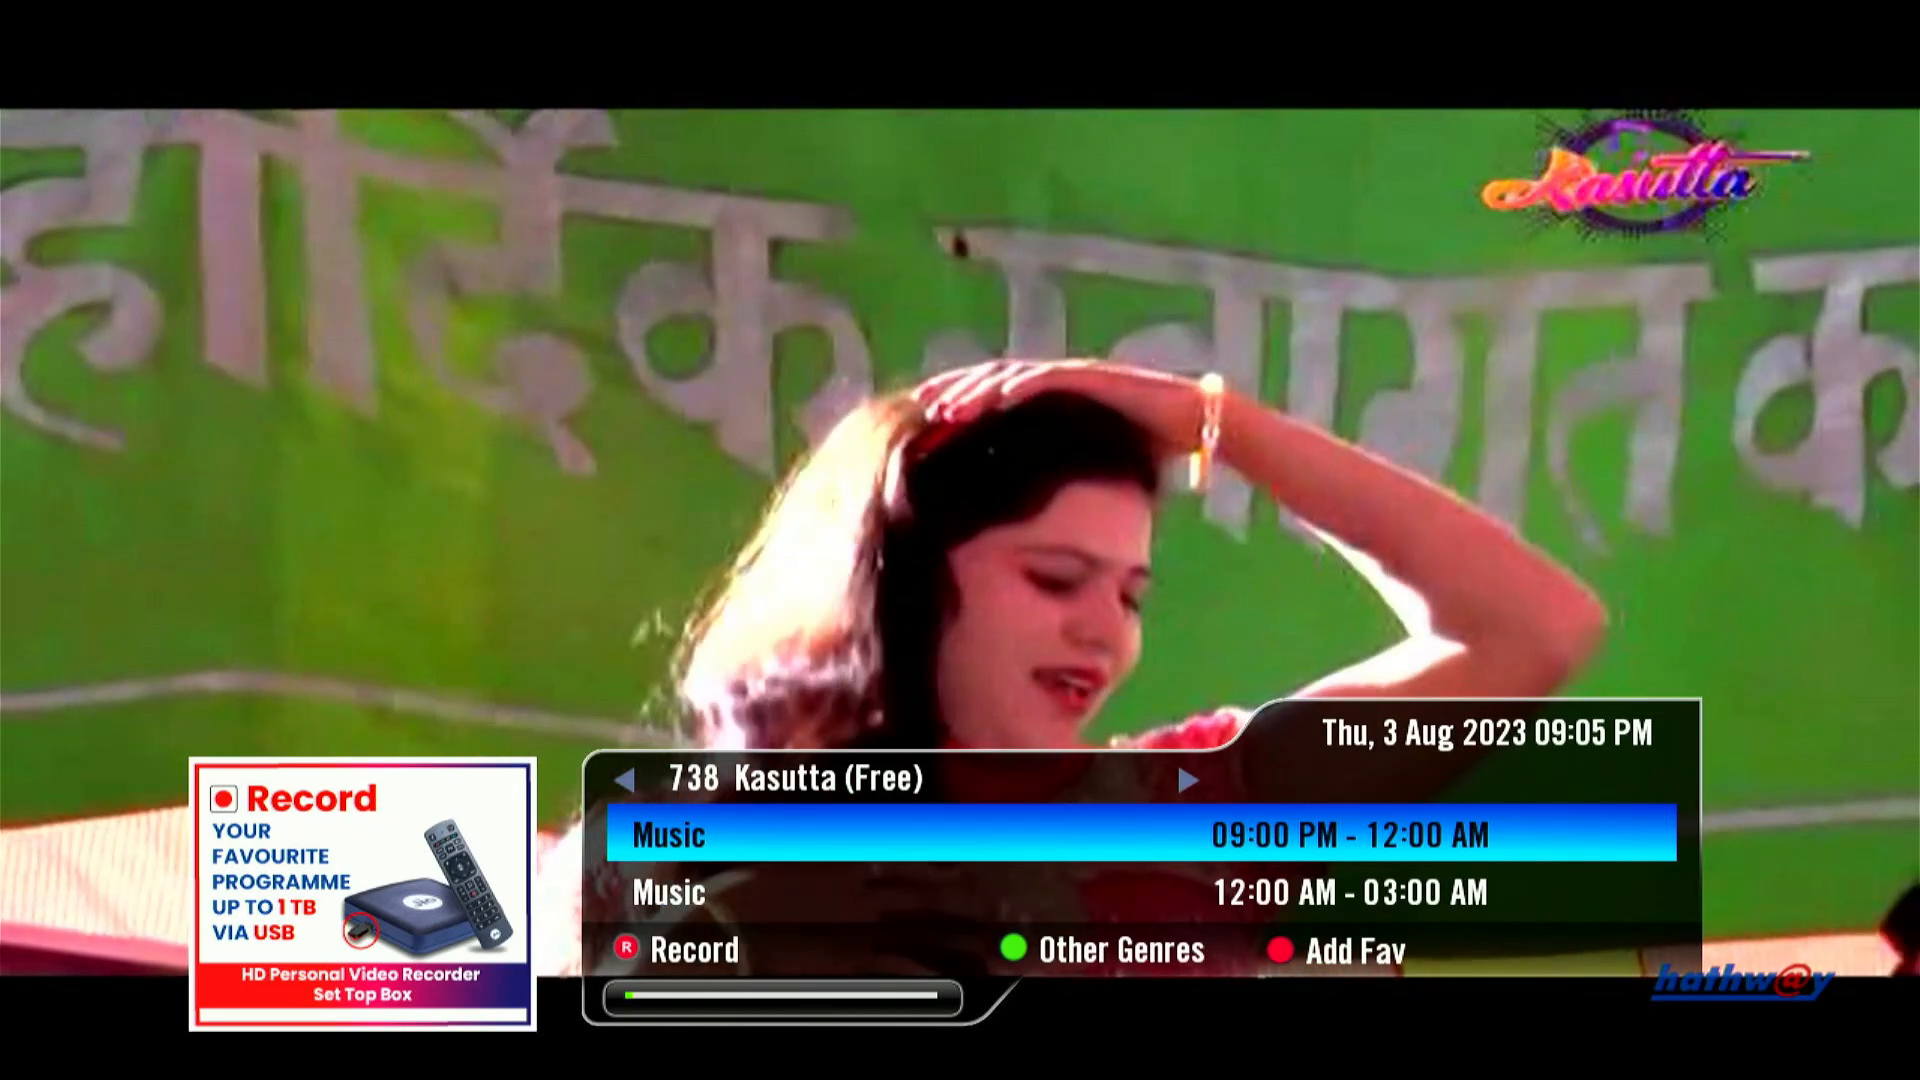 हार्दिक स्वागत क
Kasutta
Thu, 3 Aug 2023 09:05 PM
738 Kasutta (Free)
Music 09:00 PM - 12:00 AM
Music 12:00 AM - 03:00 AM
R Record
Other Genres
Add Fav
Record
YOUR
FAVOURITE
PROGRAMME
UP TO 1 TB
VIA USB
Jio
HD Personal Video Recorder
Set Top Box
hathw@y